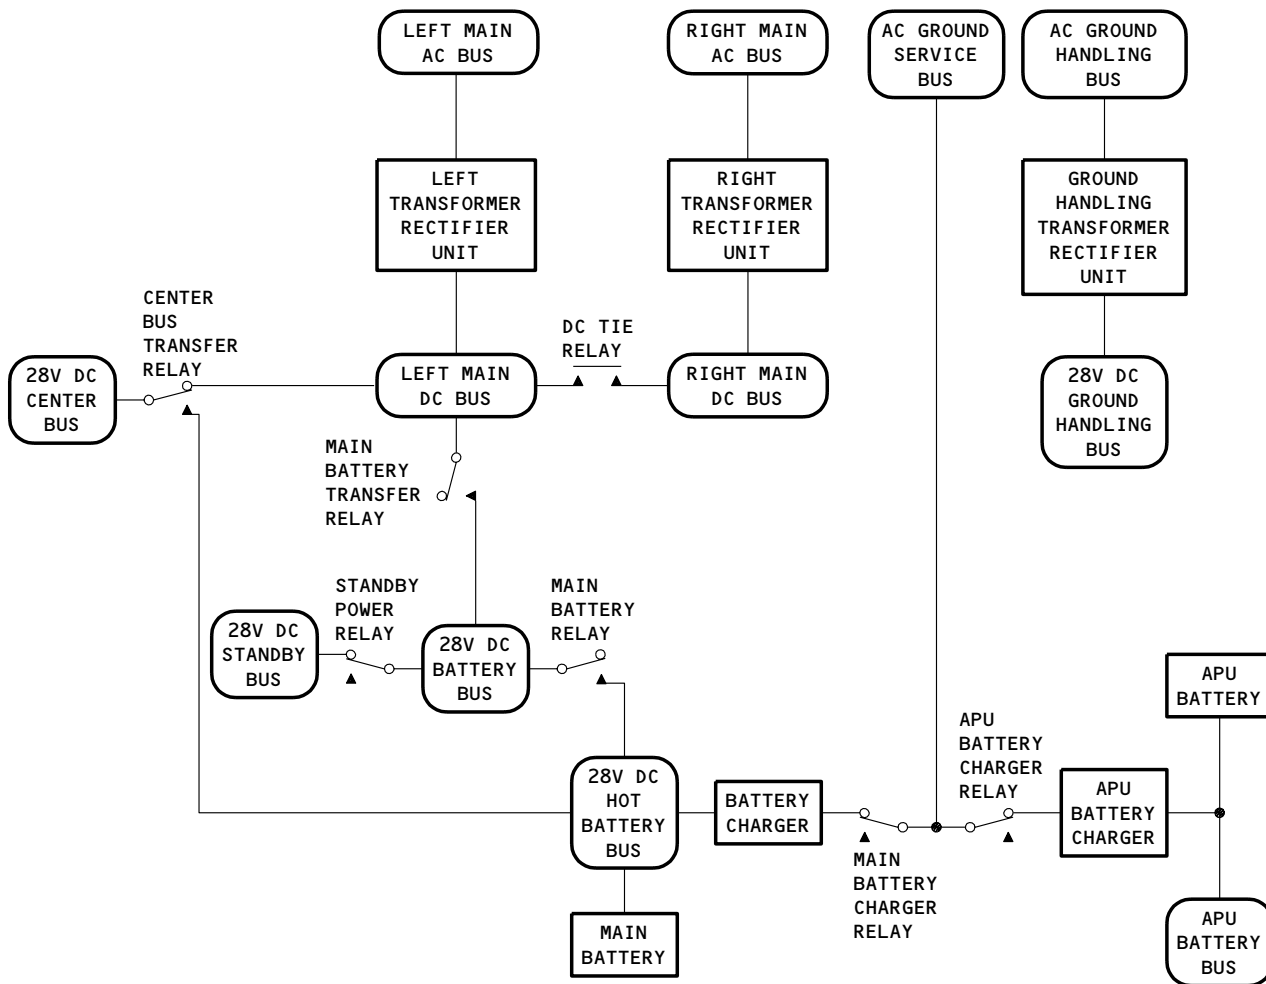 LEFT MAIN
AC BUS
RIGHT MAIN
AC BUS
AC GROUND
SERVICE
BUS
AC GROUND
HANDLING
BUS
LEFT
TRANSFORMER
RECTIFIER
UNIT
RIGHT
TRANSFORMER
RECTIFIER
UNIT
GROUND
HANDLING
TRANSFORMER
RECTIFIER
UNIT
CENTER
BUS
TRANSFER
RELAY
DC TIE
RELAY
28V DC
CENTER
BUS
LEFT MAIN
DC BUS
RIGHT MAIN
DC BUS
28V DC
GROUND
HANDLING
BUS
MAIN
BATTERY
TRANSFER
RELAY
STANDBY
POWER
RELAY
MAIN
BATTERY
RELAY
28V DC
STANDBY
BUS
28V DC
BATTERY
BUS
APU
BATTERY
APU
BATTERY
CHARGER
RELAY
28V DC
HOT
BATTERY
BUS
BATTERY
CHARGER
APU
BATTERY
CHARGER
MAIN
BATTERY
CHARGER
RELAY
MAIN
BATTERY
APU
BATTERY
BUS